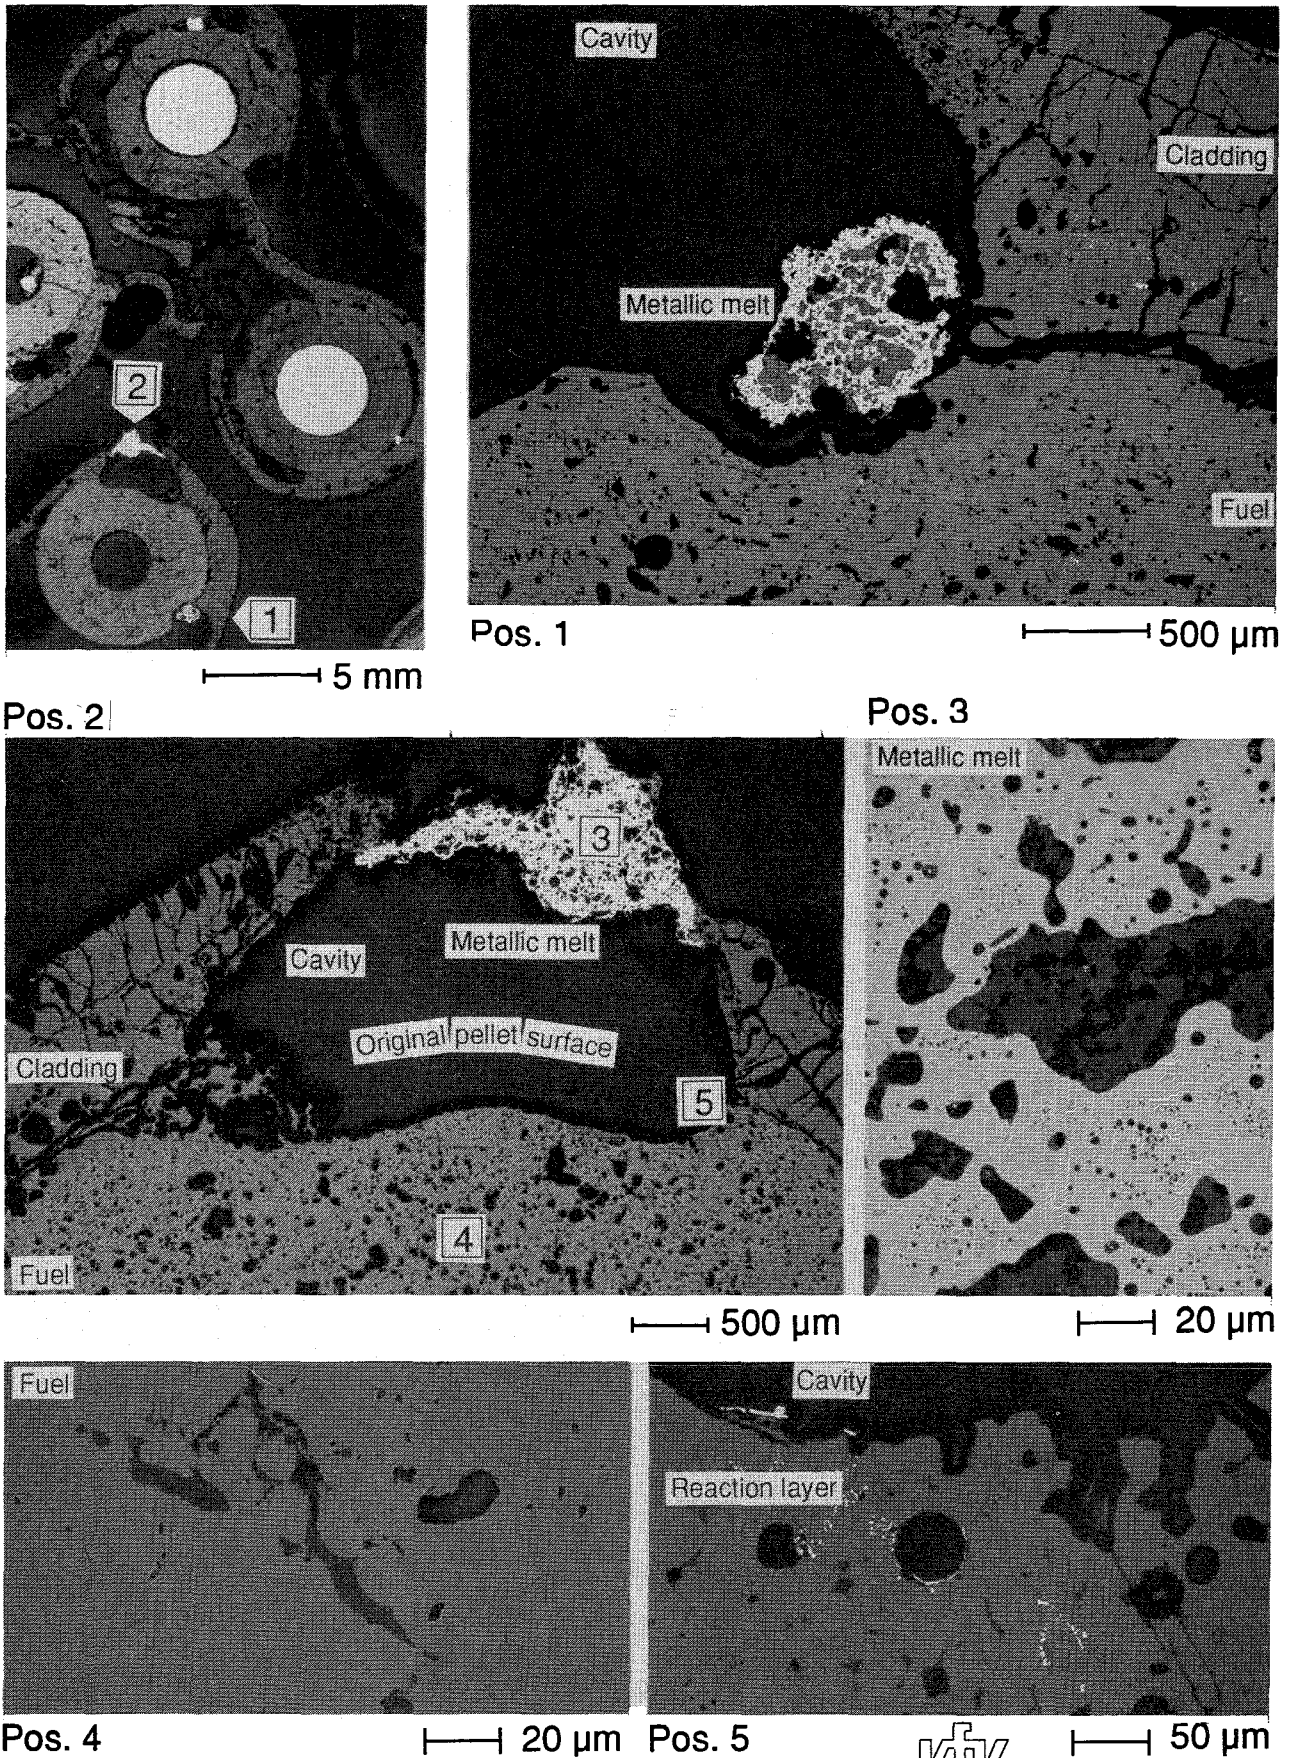 Cavity
Cladding
Metallic melt
Fuel
2
1
Pos. 1
500 µm
5 mm
Pos. 2
Pos. 3
Metallic melt
3
Metallic melt
Cavity
Original pellet surface
Cladding
5
4
Fuel
500 µm
20 µm
Fuel
Cavity
Reaction layer
Pos. 4
20 µm
Pos. 5
50 µm